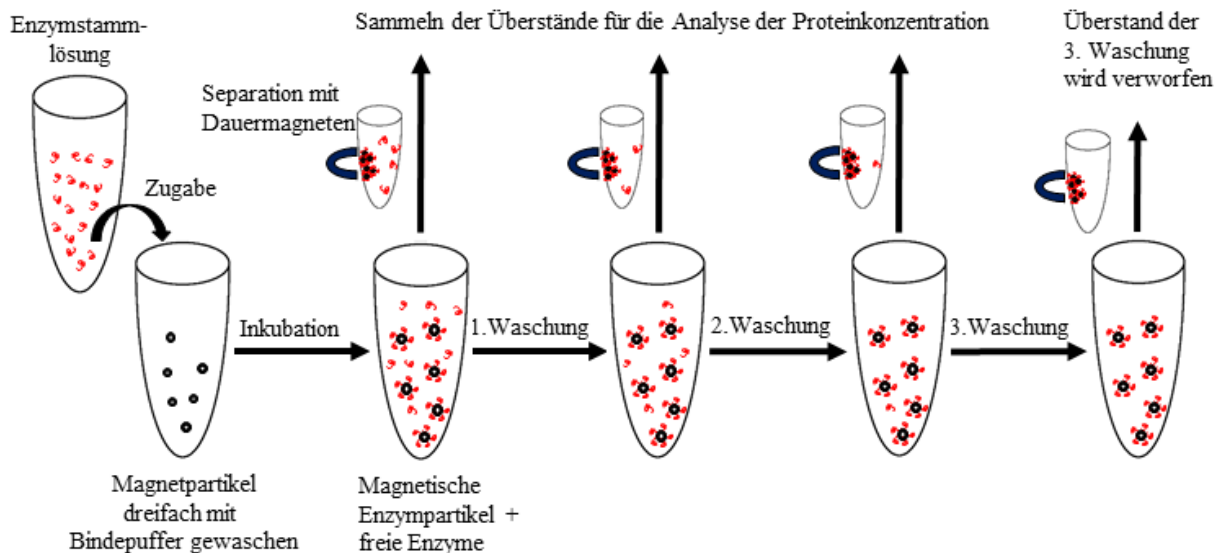 Enzymstamm-
lösung
Sammeln der Überstände für die Analyse der Proteinkonzentration
Überstand der
3. Waschung
wird verworfen
Separation mit
Dauermagneten
Zugabe
Inkubation
1.Waschung
2.Waschung
3.Waschung
Magnetpartikel
dreifach mit
Bindepuffer gewaschen
Magnetische
Enzympartikel +
freie Enzyme